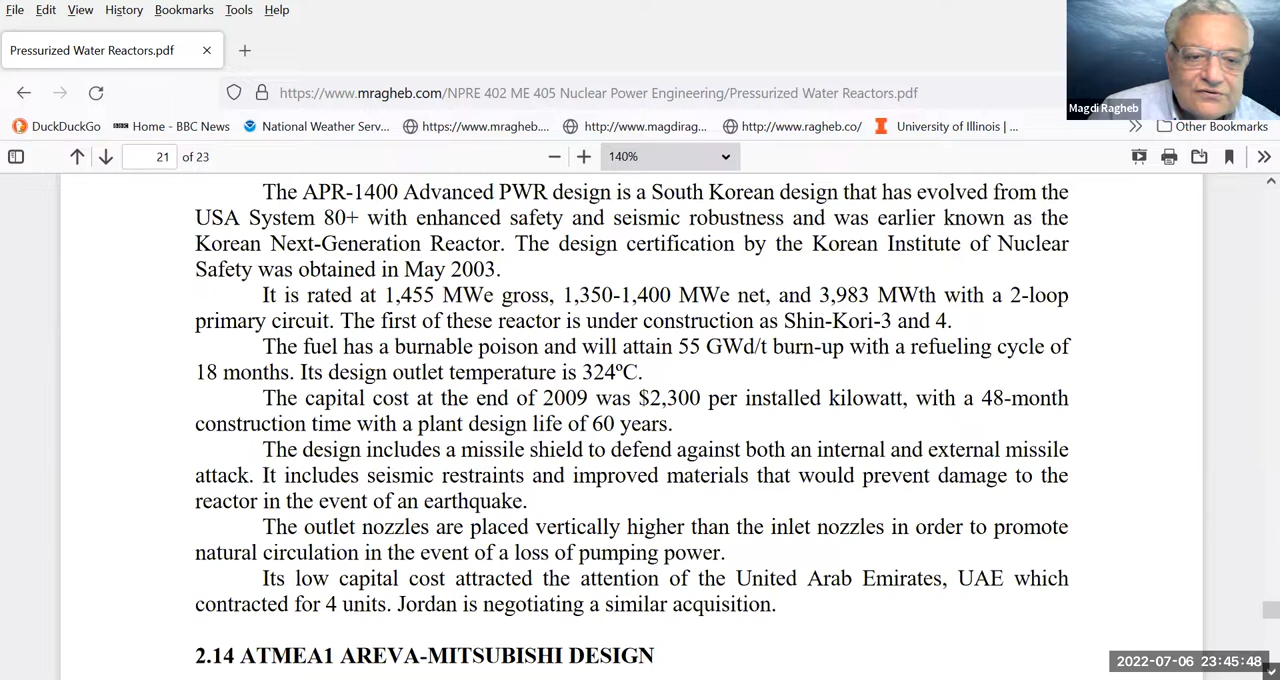 File Edit View History Bookmarks Tools Help
Pressurized Water Reactors.pdf
https://www.mragheb.com/NPRE 402 ME 405 Nuclear Power Engineering/Pressurized Water Reactors.pdf
Magdi Ragheb
DuckDuckGo BBC Home - BBC News National Weather Serv... https://www.mragheb.... http://www.magdirag... http://www.ragheb.co/ I University of Illinois |... Other Bookmarks
21 of 23 140%
The APR-1400 Advanced PWR design is a South Korean design that has evolved from the
USA System 80+ with enhanced safety and seismic robustness and was earlier known as the
Korean Next-Generation Reactor. The design certification by the Korean Institute of Nuclear
Safety was obtained in May 2003.
It is rated at 1,455 MWe gross, 1,350-1,400 MWe net, and 3,983 MWth with a 2-loop
primary circuit. The first of these reactor is under construction as Shin-Kori-3 and 4.
The fuel has a burnable poison and will attain 55 GWd/t burn-up with a refueling cycle of
18 months. Its design outlet temperature is 324ºC.
The capital cost at the end of 2009 was $2,300 per installed kilowatt, with a 48-month
construction time with a plant design life of 60 years.
The design includes a missile shield to defend against both an internal and external missile
attack. It includes seismic restraints and improved materials that would prevent damage to the
reactor in the event of an earthquake.
The outlet nozzles are placed vertically higher than the inlet nozzles in order to promote
natural circulation in the event of a loss of pumping power.
Its low capital cost attracted the attention of the United Arab Emirates, UAE which
contracted for 4 units. Jordan is negotiating a similar acquisition.
2.14 ATMEA1 AREVA-MITSUBISHI DESIGN
2022-07-06 23:45:48